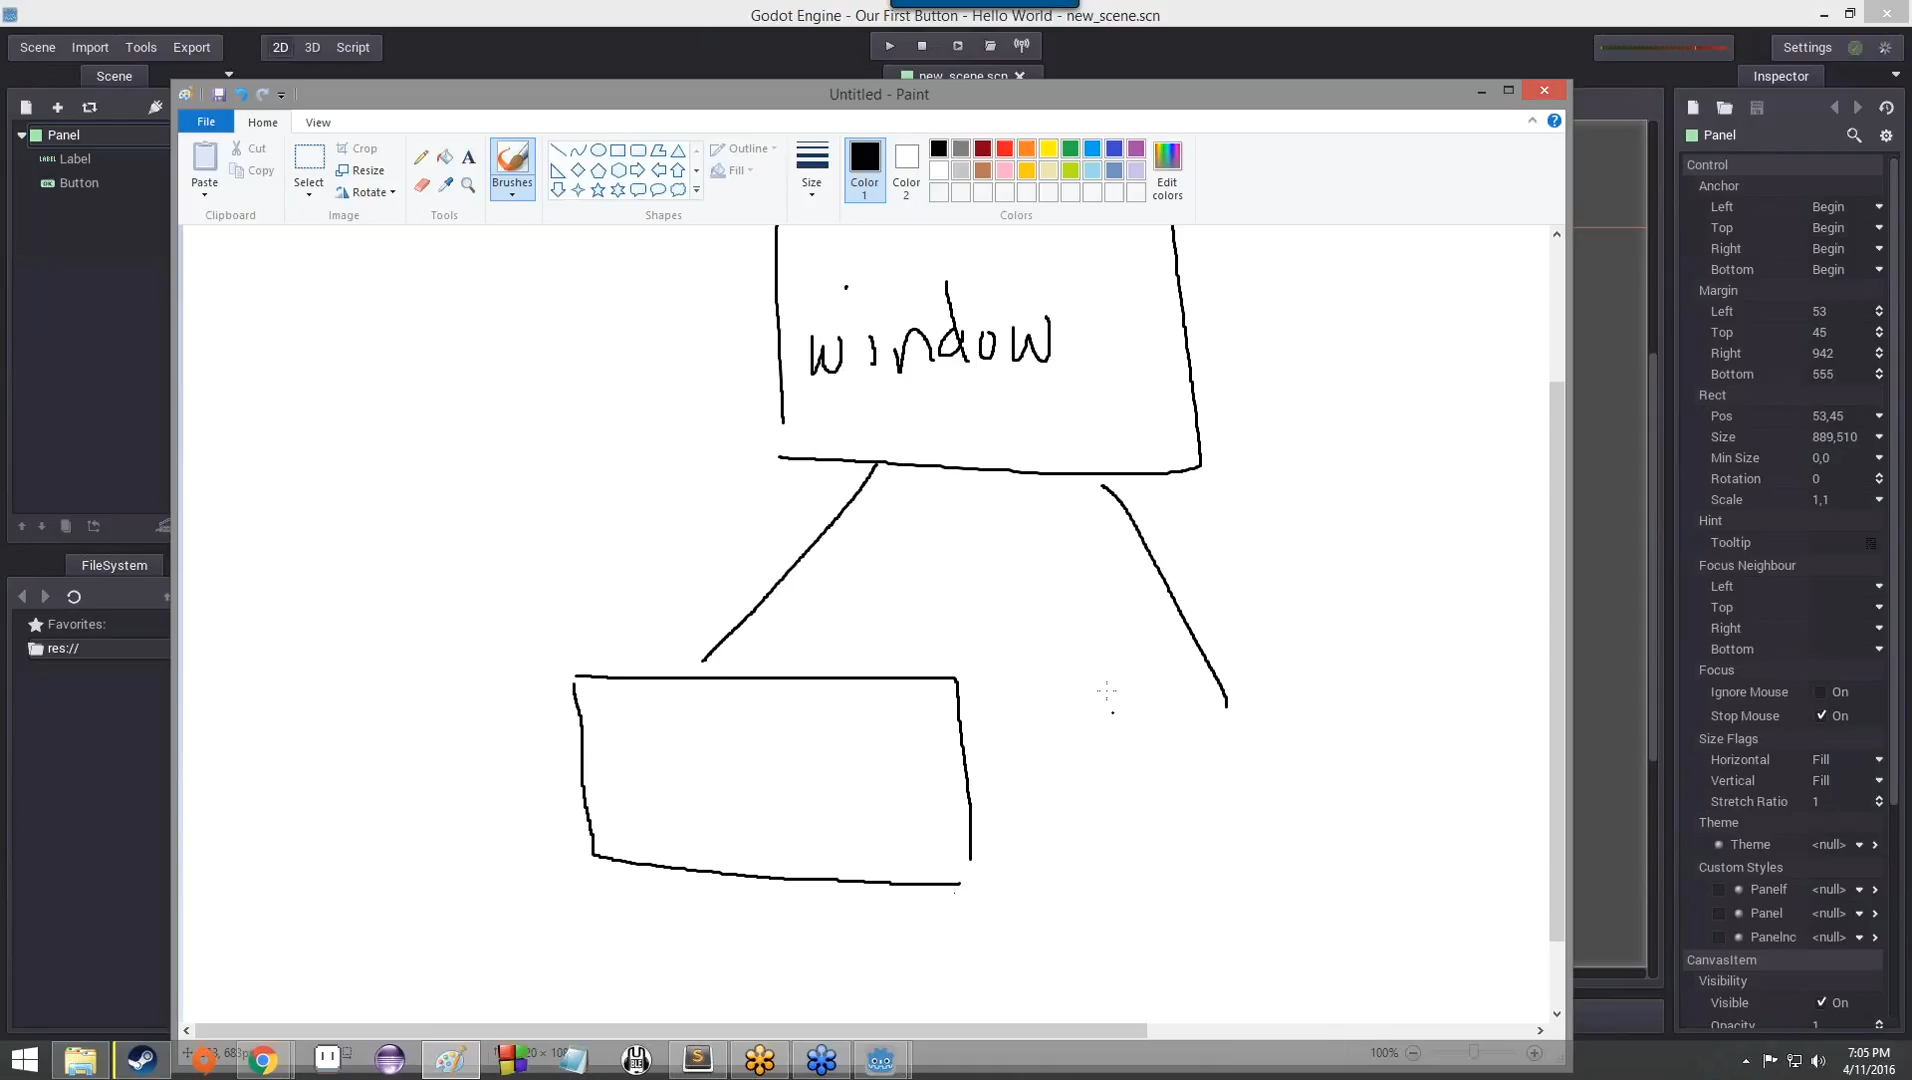 Godot Engine - Our First Button - Hello World - new_scene.scn
Scene Import Tools Export 2D 3D Script Settings
Scene new_scene.scn Inspector
Untitled - Paint
File Home View
Panel
LABEL Label
OK Button
Paste
Cut
Copy
Clipboard
Select
Crop
Resize
Rotate
Image
Tools
Brushes
Shapes
Outline
Fill
Size
Color
1
Color
2
Edit
colors
Colors
window
FileSystem
Favorites:
res://
Panel
Control
Anchor
Left Begin
Top Begin
Right Begin
Bottom Begin
Margin
Left 53
Top 45
Right 942
Bottom 555
Rect
Pos 53,45
Size 889,510
Min Size 0,0
Rotation 0
Scale 1,1
Hint
Tooltip
Focus Neighbour
Left
Top
Right
Bottom
Focus
Ignore Mouse On
Stop Mouse On
Size Flags
Horizontal Fill
Vertical Fill
Stretch Ratio 1
Theme
Theme <null>
Custom Styles
Panelf <null>
Panel <null>
Panelnc <null>
CanvasItem
Visibility
Visible On
Opacity 1
100%
7:05 PM
4/11/2016